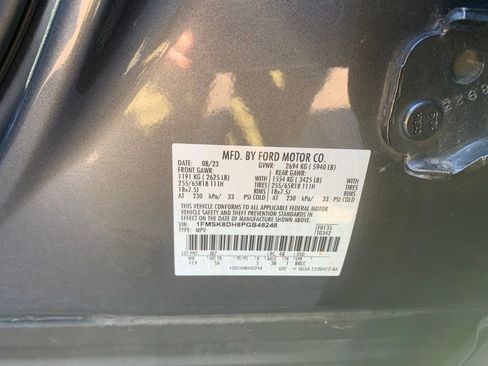 MFD. BY FORD MOTOR CO.
DATE: 08/23 GVWR: 2694 KG (5940 LB)
FRONT GAWR: REAR GAWR:
1191 KG (2625 LB) 1554 KG (3425 LB)
255/65R18 111H TIRES 255/65R18 111H
18x7.5J 18x7.5J
AT 230 kPa/ 33 PSI COLD AT 230 kPa/ 33 PSI COLD
THIS VEHICLE CONFORMS TO ALL APPLICABLE FEDERAL MOTOR
VEHICLE SAFETY AND THEFT PREVENTION STANDARDS IN EFFECT ON THE
DATE OF MANUFACTURE SHOWN ABOVE.
VIN: 1FMSK8DH8PGB48248
TYPE: MPV
F0135
T0342